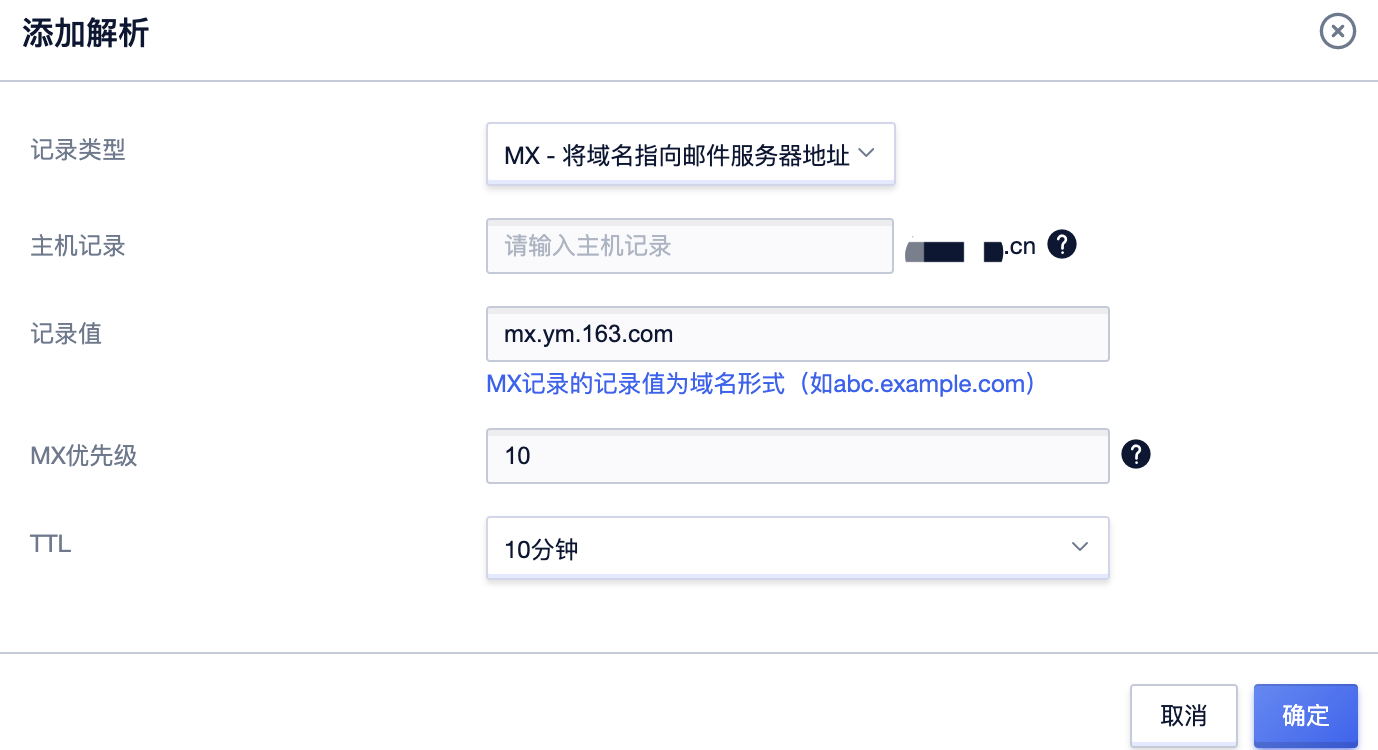 添加解析
记录类型
MX - 将域名指向邮件服务器地址
主机记录
请输入主机记录
.cn
记录值
mx.ym.163.com
MX记录的记录值为域名形式（如abc.example.com）
MX优先级
10
TTL
10分钟
取消
确定